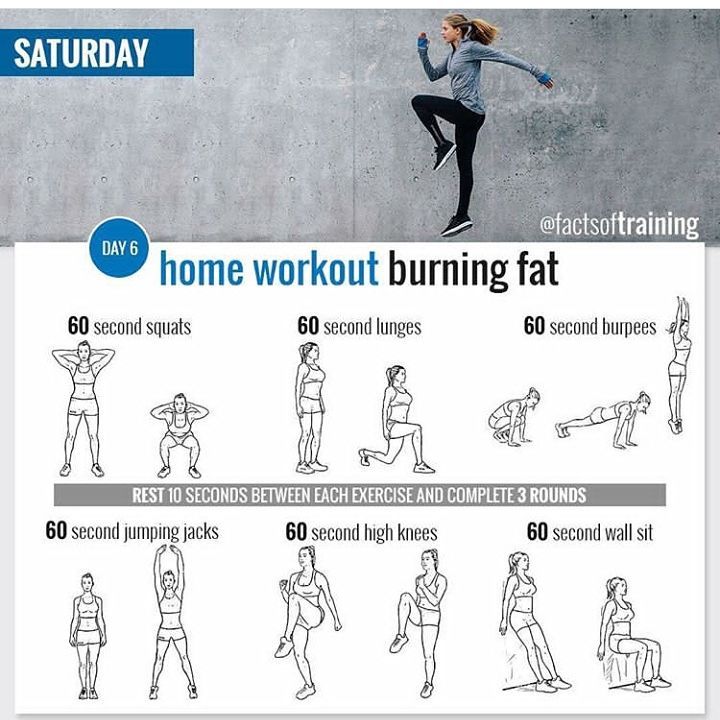 SATURDAY
@factsoftraining
DAY 6
home workout burning fat
60 second squats
60 second lunges
60 second burpees
REST 10 SECONDS BETWEEN EACH EXERCISE AND COMPLETE 3 ROUNDS
60 second jumping jacks
60 second high knees
60 second wall sit